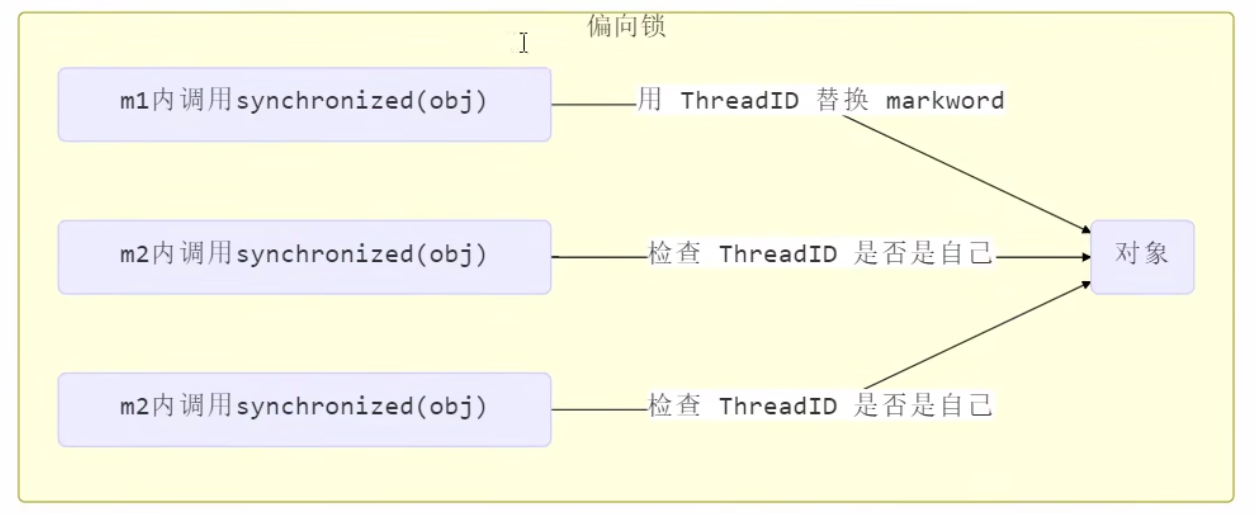 偏向锁
m1内调用synchronized(obj)
用 ThreadID 替换 markword
m2内调用synchronized(obj)
检查 ThreadID 是否是自己
对象
m2内调用synchronized(obj)
检查 ThreadID 是否是自己